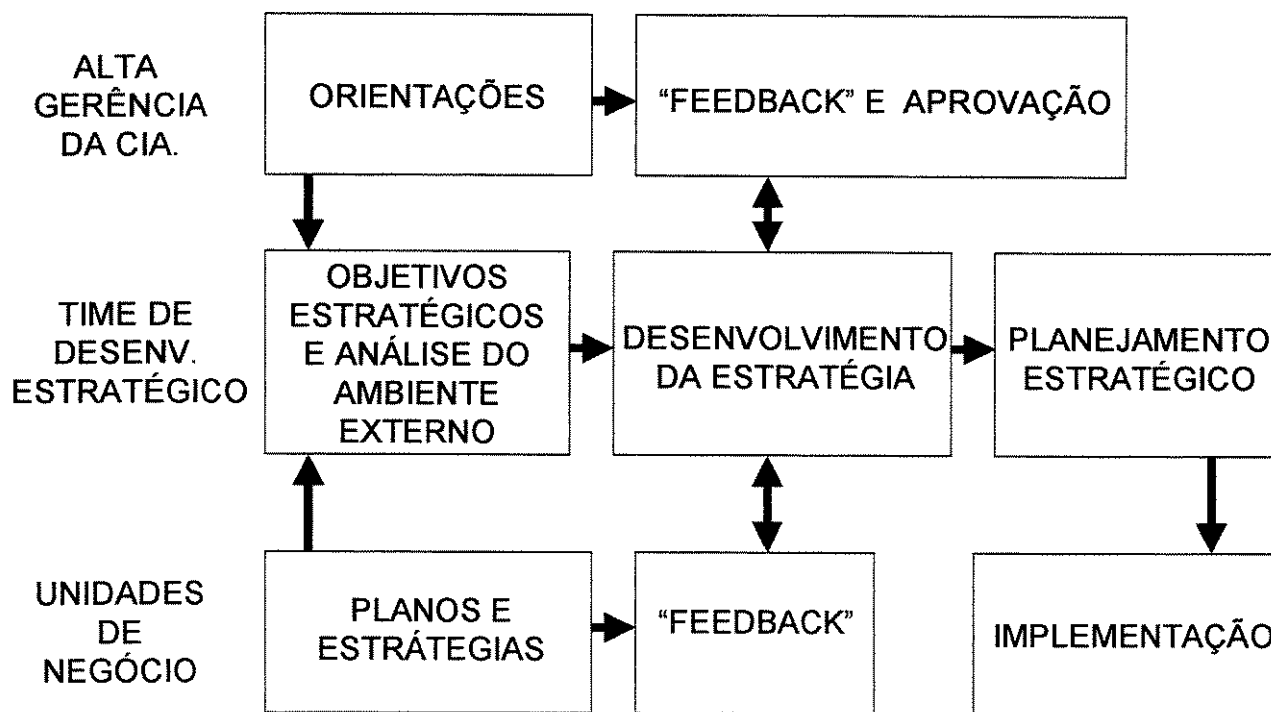 ALTA
GERÊNCIA
DA CIA.
ORIENTAÇÕES
“FEEDBACK” E APROVAÇÃO
TIME DE
DESENV.
ESTRATÉGICO
OBJETIVOS
ESTRATÉGICOS
E ANÁLISE DO
AMBIENTE
EXTERNO
DESENVOLVIMENTO
DA ESTRATÉGIA
PLANEJAMENTO
ESTRATÉGICO
UNIDADES
DE
NEGÓCIO
PLANOS E
ESTRÁTEGIAS
“FEEDBACK”
IMPLEMENTAÇÃO